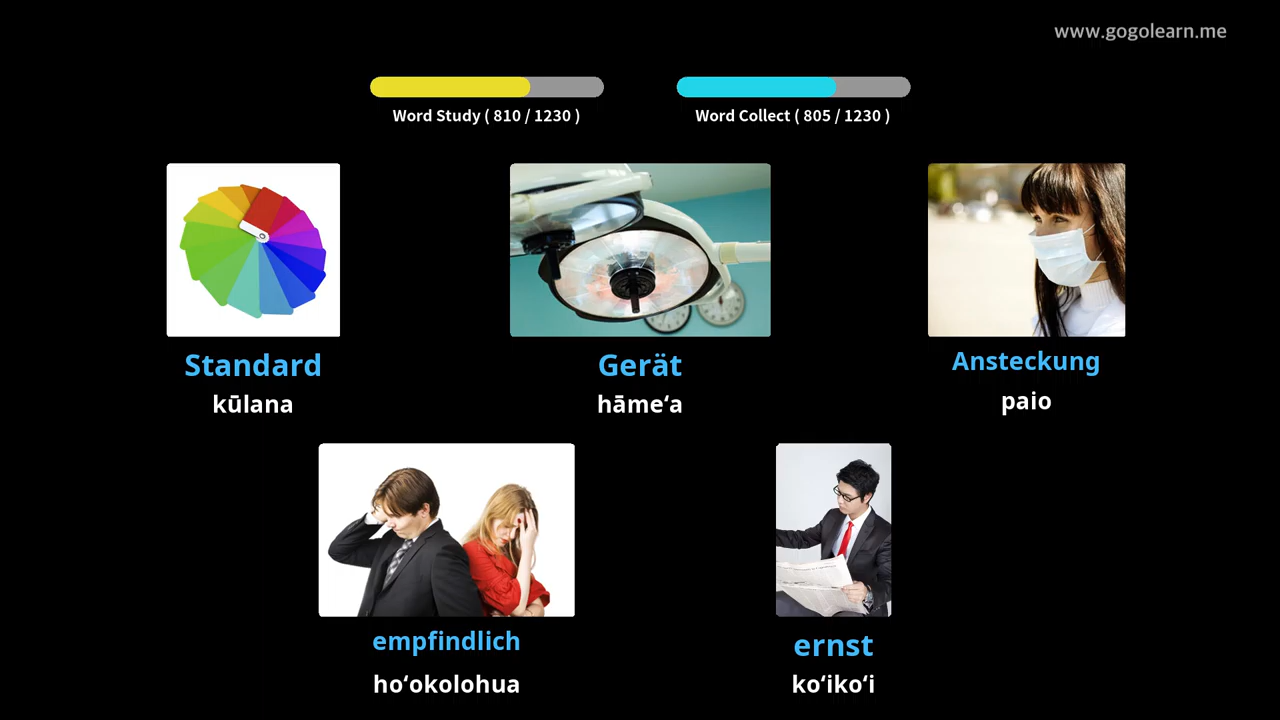 www.gogolearn.me
Word Study ( 810 / 1230 )
Word Collect ( 805 / 1230 )
Standard
kūlana
Gerät
hāmeʻa
Ansteckung
paio
empfindlich
hoʻokolohua
ernst
koʻikoʻi